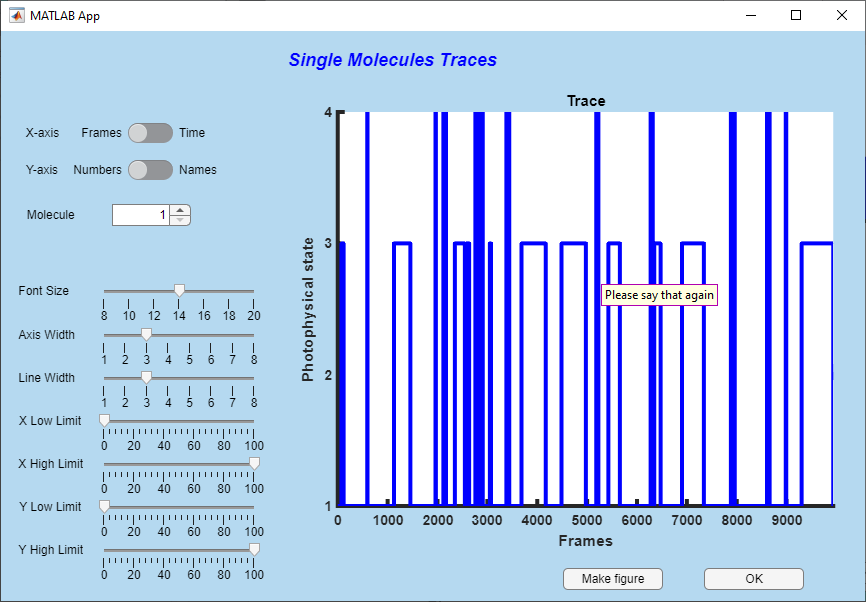 MATLAB App
Single Molecules Traces
X-axis Frames Time
Y-axis Numbers Names
Molecule 1
Font Size
8 10 12 14 16 18 20
Axis Width
1 2 3 4 5 6 7 8
Line Width
1 2 3 4 5 6 7 8
X Low Limit
0 20 40 60 80 100
X High Limit
0 20 40 60 80 100
Y Low Limit
0 20 40 60 80 100
Y High Limit
0 20 40 60 80 100
Trace
Photophysical state
4
3
2
1
Please say that again
0 1000 2000 3000 4000 5000 6000 7000 8000 9000
Frames
Make figure OK